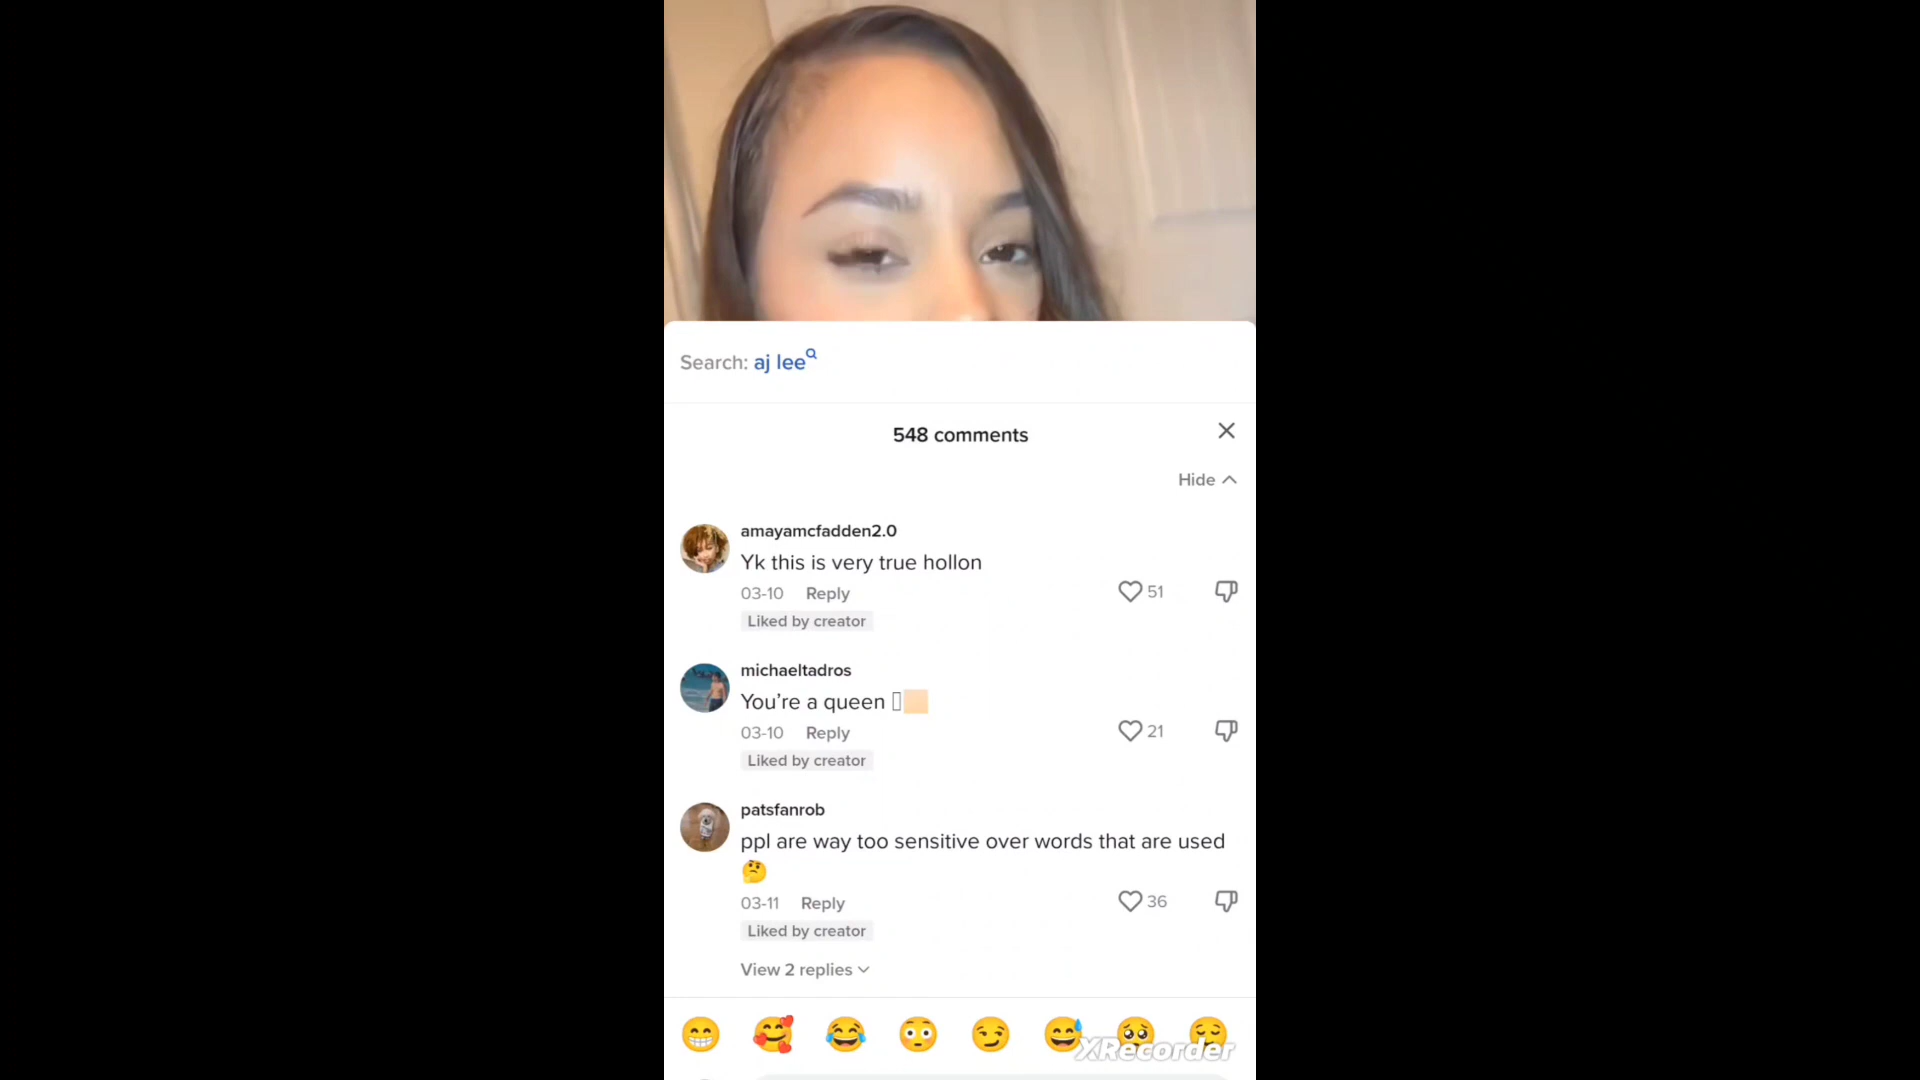 Search: aj lee
548 comments
Hide
amayamcfadden2.0
Yk this is very true hollon
03-10 Reply 51
Liked by creator
michaeltadros
You’re a queen
03-10 Reply 21
Liked by creator
patsfanrob
ppl are way too sensitive over words that are used
🤔
03-11 Reply 36
Liked by creator
View 2 replies
XRecorder